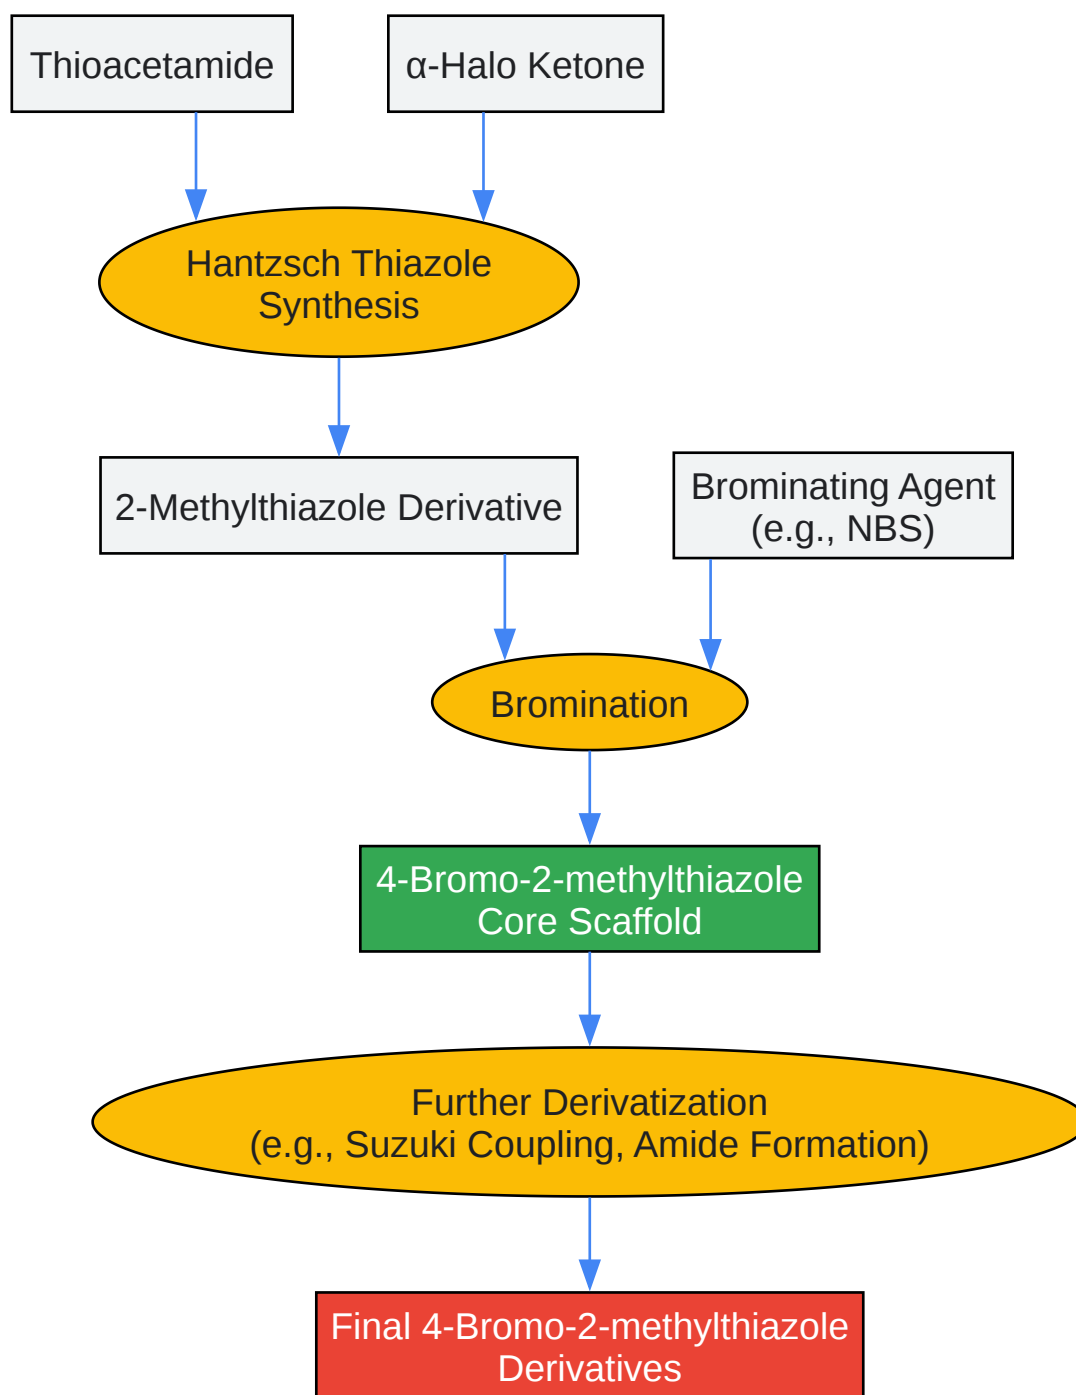 Thioacetamide
α-Halo Ketone
Hantzsch Thiazole
Synthesis
2-Methylthiazole Derivative
Brominating Agent
(e.g., NBS)
Bromination
4-Bromo-2-methylthiazole
Core Scaffold
Further Derivatization
(e.g., Suzuki Coupling, Amide Formation)
Final 4-Bromo-2-methylthiazole
Derivatives